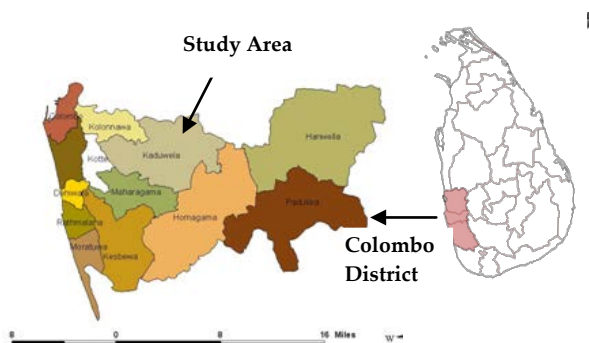 Study Area
Colombo
Kolonnawa
Kotte
Kaduwela
Hanwella
Dehiwala
Maharagama
Homagama
Padukka
Ratmalana
Moratuwa
Kesbewa
Colombo
District
8 0 8 16 Miles
W